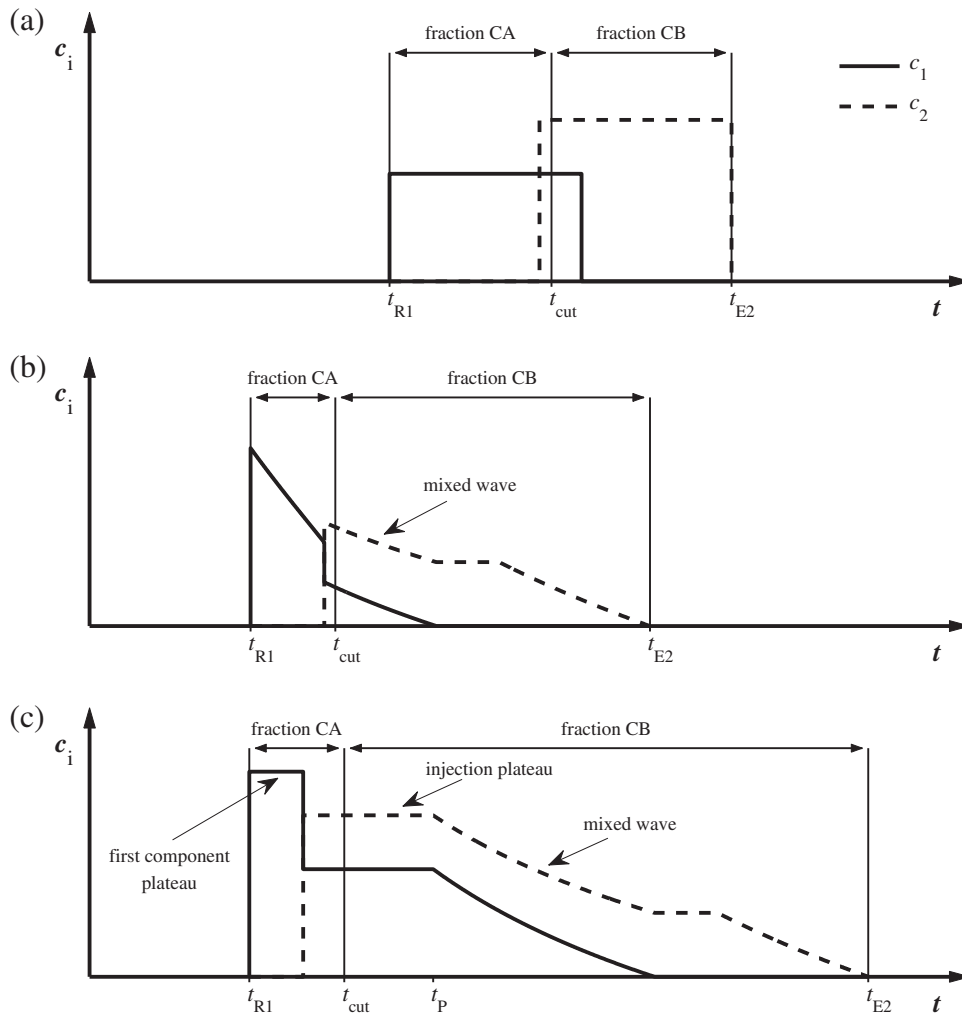 (a)
c_i
fraction CA
fraction CB
c_1
c_2
t_R1
t_cut
t_E2
t
(b)
c_i
fraction CA
fraction CB
mixed wave
t_R1
t_cut
t_E2
t
(c)
c_i
fraction CA
fraction CB
injection plateau
mixed wave
first component
plateau
t_R1
t_cut
t_P
t_E2
t